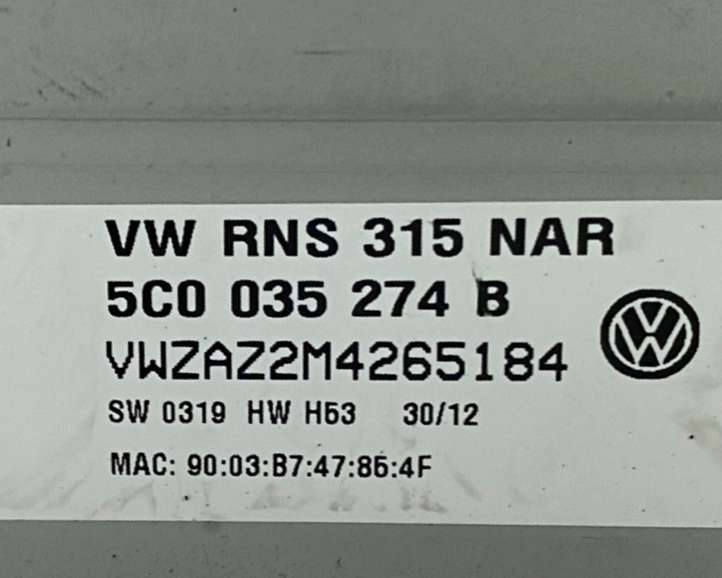 VW RNS 315 NAR
5C0 035 274 B
VWZAZ2M4265184
SW 0319 HW H53 30/12
MAC: 90:03:B7:47:86:4F